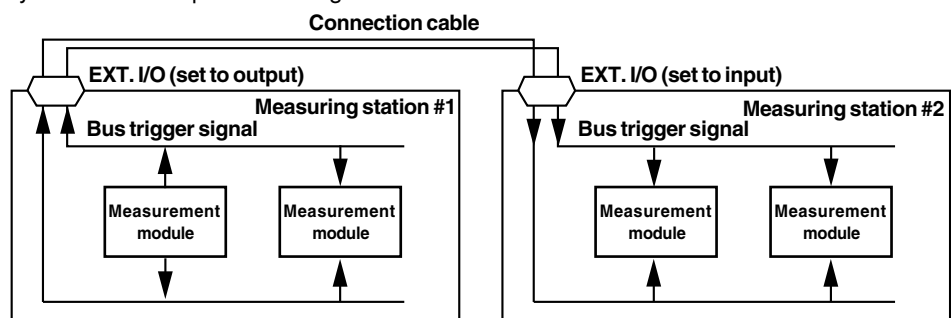 Connection cable
EXT. I/O (set to output)
EXT. I/O (set to input)
Measuring station #1
Measuring station #2
Bus trigger signal
Bus trigger signal
Measurement
module
Measurement
module
Measurement
module
Measurement
module